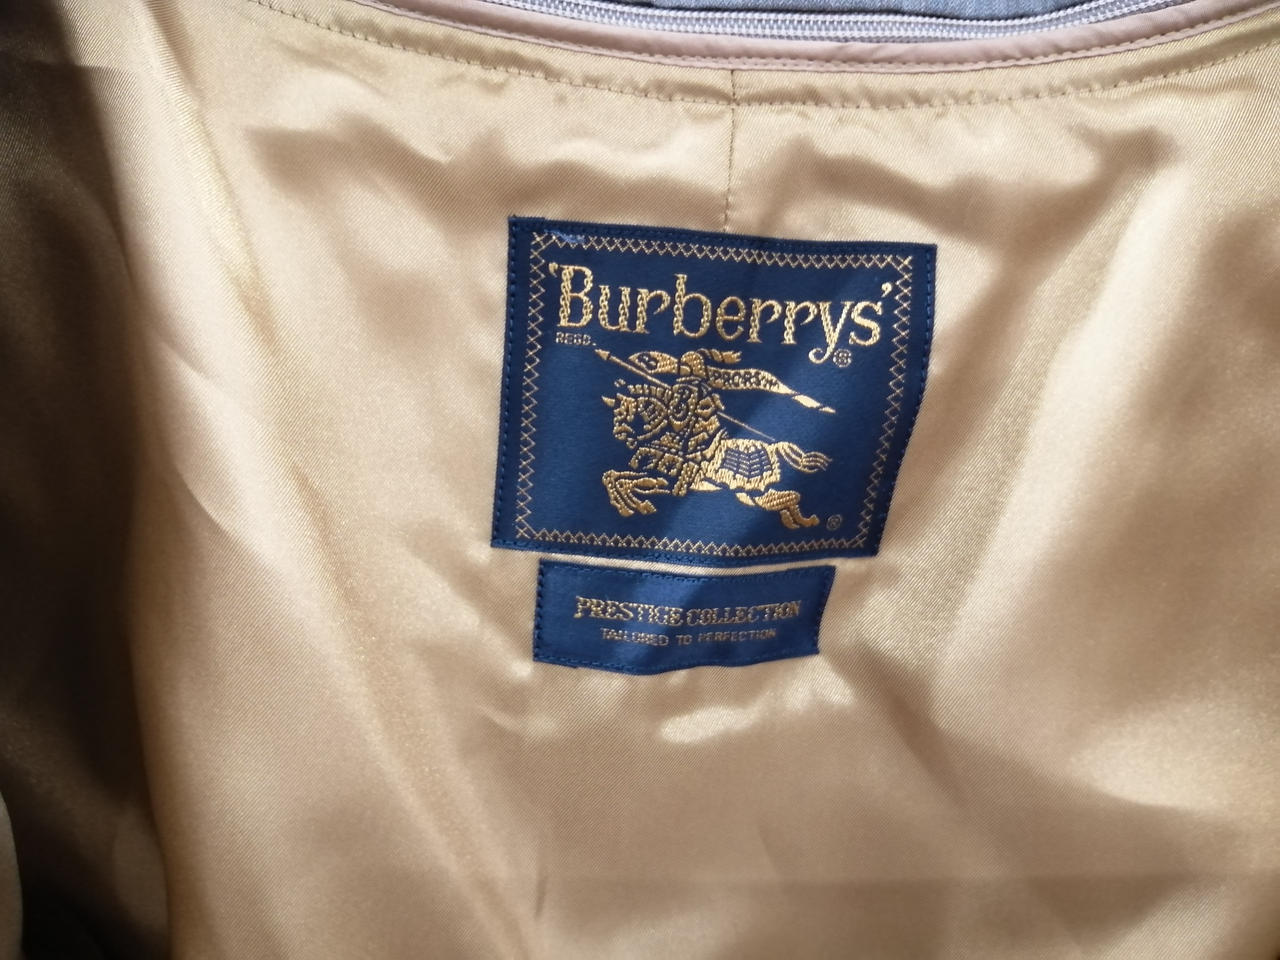 'Burberrys'
REGD. ®
PRORSUM
®
PRESTIGE COLLECTION
TAILORED TO PERFECTION